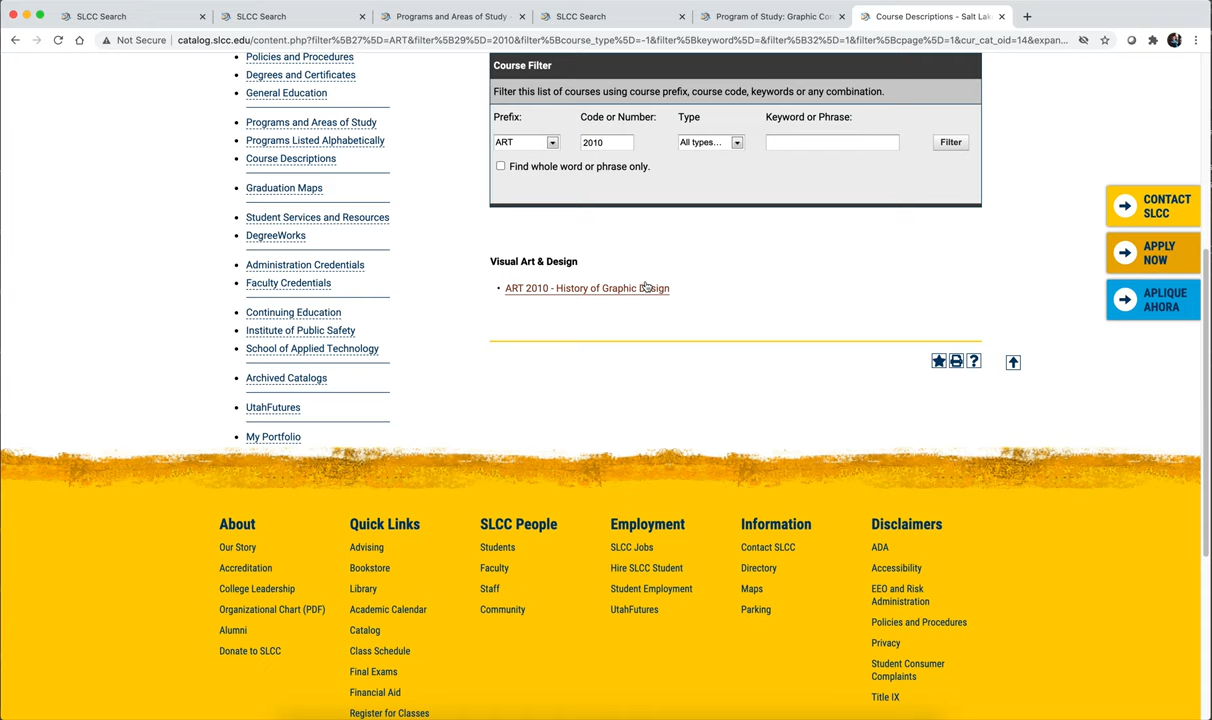 SLCC Search
SLCC Search
Programs and Areas of Study -
SLCC Search
Program of Study: Graphic Co
Course Descriptions - Salt Lak
Not Secure
catalog.slcc.edu/content.php?filter%5B27%5D=ART&filter%5B29%5D=2010&filter%5Bcourse_type%5D=-1&filter%5Bkeyword%5D=&filter%5B32%5D=1&filter%5Bcpage%5D=1&cur_cat_oid=14&expan...
Policies and Procedures
Degrees and Certificates
General Education
Programs and Areas of Study
Programs Listed Alphabetically
Course Descriptions
Graduation Maps
Student Services and Resources
DegreeWorks
Administration Credentials
Faculty Credentials
Continuing Education
Institute of Public Safety
School of Applied Technology
Archived Catalogs
UtahFutures
My Portfolio
Course Filter
Filter this list of courses using course prefix, course code, keywords or any combination.
Prefix: Code or Number: Type Keyword or Phrase:
ART 2010 All types... Filter
Find whole word or phrase only.
Visual Art & Design
• ART 2010 - History of Graphic Design
CONTACT
SLCC
APPLY
NOW
APLIQUE
AHORA
About
Our Story
Accreditation
College Leadership
Organizational Chart (PDF)
Alumni
Donate to SLCC
Quick Links
Advising
Bookstore
Library
Academic Calendar
Catalog
Class Schedule
Final Exams
Financial Aid
Register for Classes
SLCC People
Students
Faculty
Staff
Community
Employment
SLCC Jobs
Hire SLCC Student
Student Employment
UtahFutures
Information
Contact SLCC
Directory
Maps
Parking
Disclaimers
ADA
Accessibility
EEO and Risk
Administration
Policies and Procedures
Privacy
Student Consumer
Complaints
Title IX